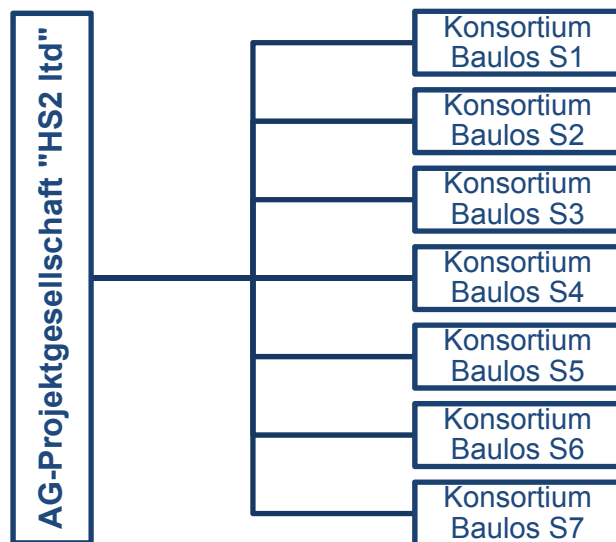 AG-Projektgesellschaft "HS2 ltd"
Konsortium
Baulos S1
Konsortium
Baulos S2
Konsortium
Baulos S3
Konsortium
Baulos S4
Konsortium
Baulos S5
Konsortium
Baulos S6
Konsortium
Baulos S7